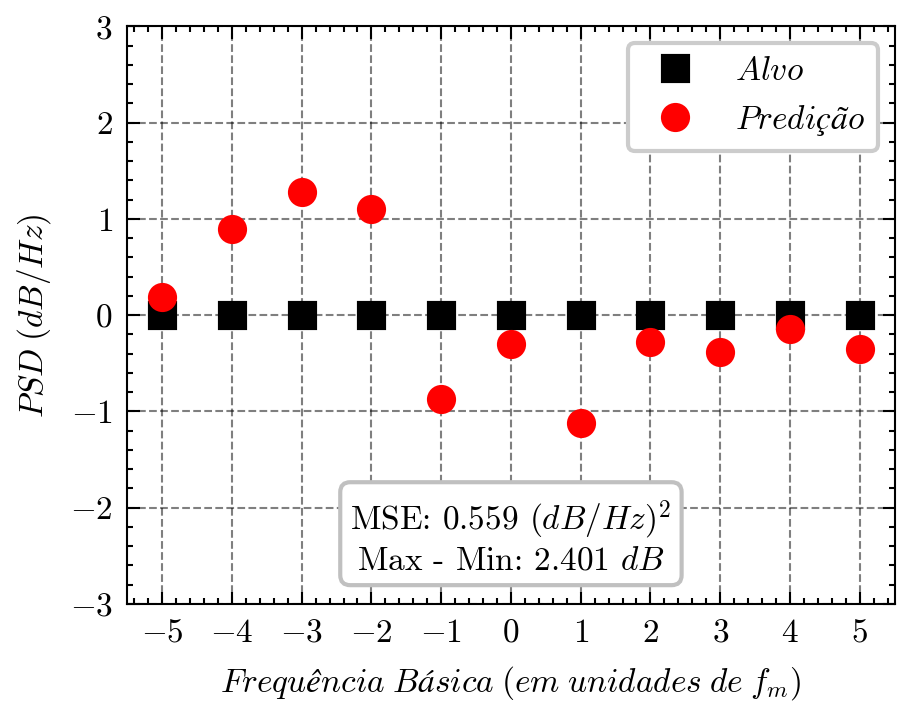 3
2
1
0
−1
−2
−3
PSD (dB/Hz)
Alvo
Predição
MSE: 0.559 (dB/Hz)²
Max - Min: 2.401 dB
−5 −4 −3 −2 −1 0 1 2 3 4 5
Frequência Básica (em unidades de fₘ)